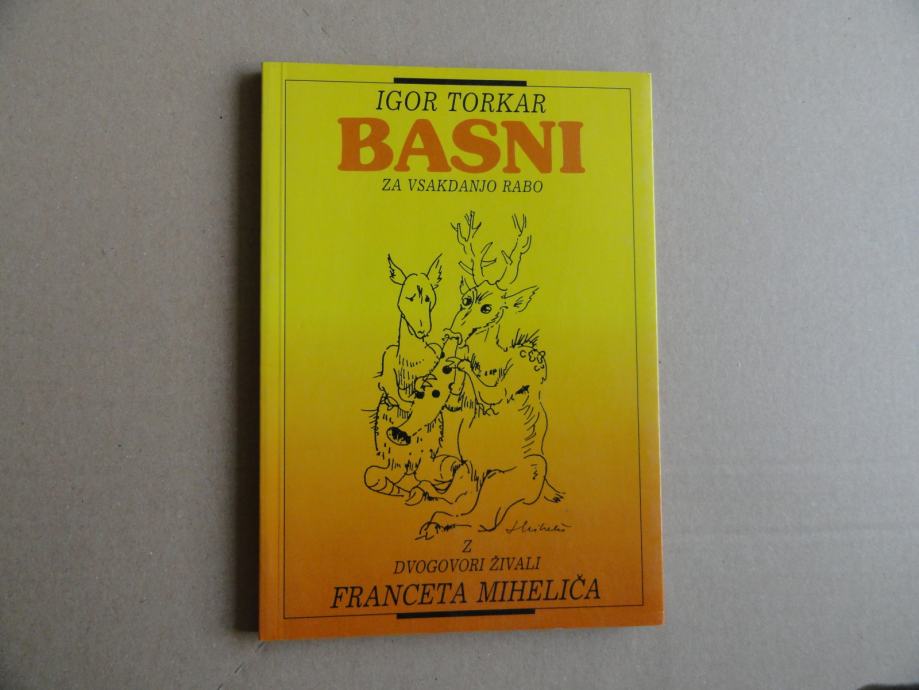 IGOR TORKAR
BASNI
ZA VSAKDANJO RABO
Z
DVOGOVORI ŽIVALI
FRANCETA MIHELIČA